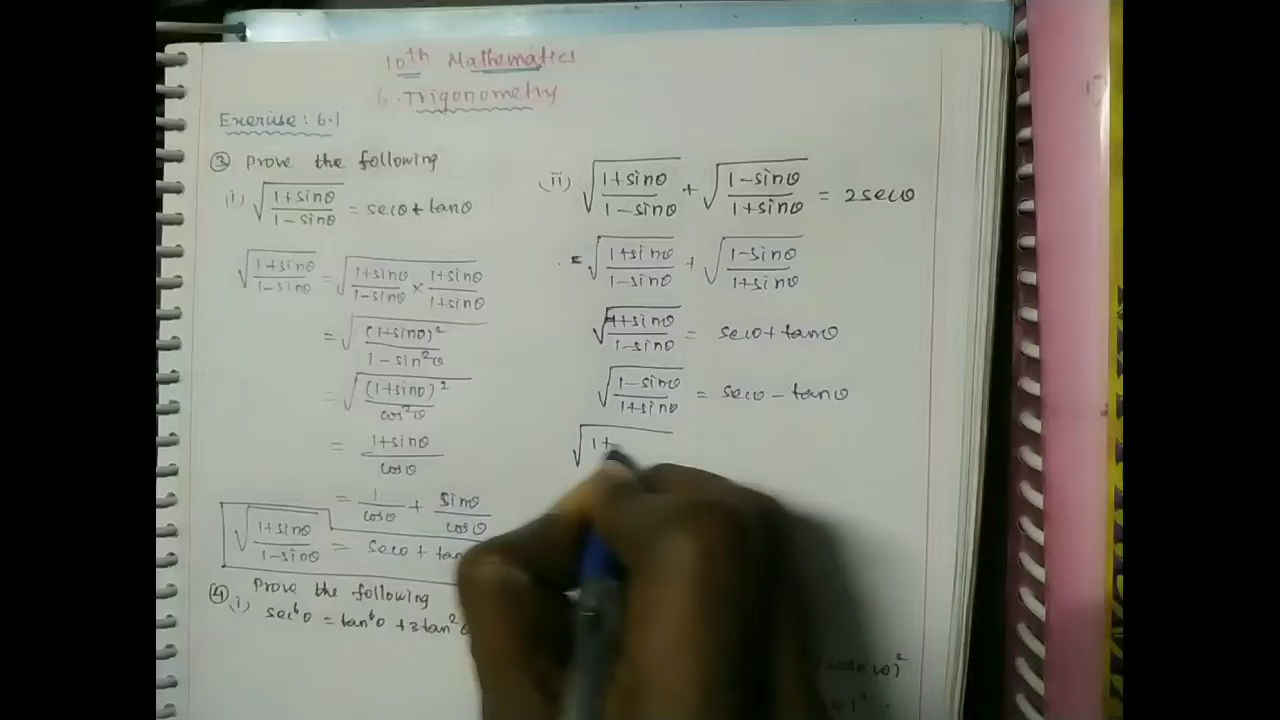 10th Mathematics
6. Trigonometry
Exercise : 6.1
③ Prove the following
i) √((1+sinθ)/(1-sinθ)) = secθ + tanθ
√((1+sinθ)/(1-sinθ)) = √((1+sinθ)/(1-sinθ) × (1+sinθ)/(1+sinθ))
= √((1+sinθ)²/(1-sin²θ))
= √((1+sinθ)²/cos²θ)
= (1+sinθ)/cosθ
= 1/cosθ + sinθ/cosθ
√((1+sinθ)/(1-sinθ)) = secθ + tan
④ Prove the following
(i) sec⁶θ = tan⁶θ + 3tan²θ
(ii) √((1+sinθ)/(1-sinθ)) + √((1-sinθ)/(1+sinθ)) = 2secθ
= √((1+sinθ)/(1-sinθ)) + √((1-sinθ)/(1+sinθ))
√((1+sinθ)/(1-sinθ)) = secθ + tanθ
√((1-sinθ)/(1+sinθ)) = secθ - tanθ
√(1+